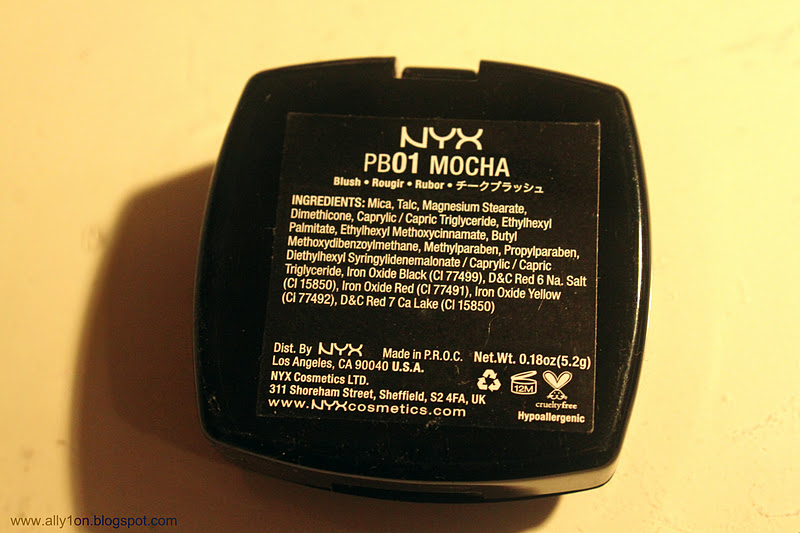 NYX
PB01 MOCHA
Blush • Rougir • Rubor • チークブラッシュ
INGREDIENTS: Mica, Talc, Magnesium Stearate,
Dimethicone, Caprylic / Capric Triglyceride, Ethylhexyl
Palmitate, Ethylhexyl Methoxycinnamate, Butyl
Methoxydibenzoylmethane, Methylparaben, Propylparaben,
Diethylhexyl Syringylidenemalonate / Caprylic / Capric
Triglyceride, Iron Oxide Black (CI 77499), D&C Red 6 Na. Salt
(CI 15850), Iron Oxide Red (CI 77491), Iron Oxide Yellow
(CI 77492), D&C Red 7 Ca Lake (CI 15850)
Dist. By NYX Made in P.R.O.C. Net.Wt. 0.18oz(5.2g)
Los Angeles, CA 90040 U.S.A.
NYX Cosmetics LTD.
311 Shoreham Street, Sheffield, S2 4FA, UK
www.NYXcosmetics.com
12M
crueltyfree
Hypoallergenic
www.ally1on.blogspot.com